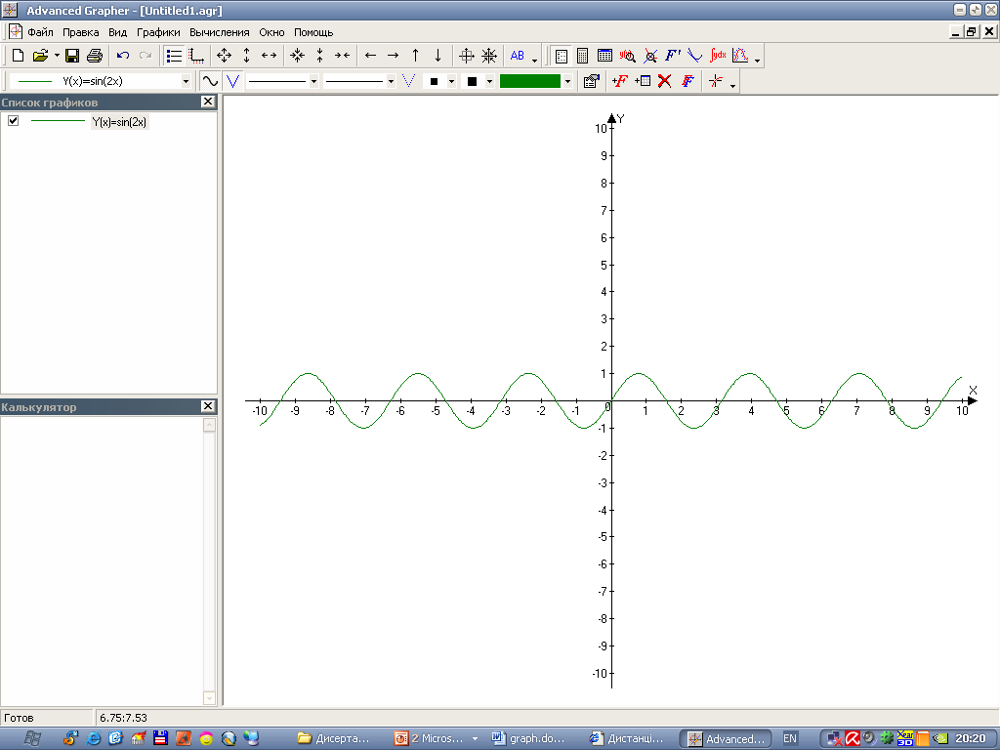 Advanced Grapher - [Untitled1.agr]
Файл Правка Вид Графики Вычисления Окно Помощь
AB F' ∫ydx
Y(x)=sin(2x) +F F
Список графиков
Y(x)=sin(2x)
Калькулятор
Y
10
9
8
7
6
5
4
3
2
1
X
-10 -9 -8 -7 -6 -5 -4 -3 -2 -1 0 1 2 3 4 5 6 7 8 9 10
-1
-2
-3
-4
-5
-6
-7
-8
-9
-10
Готов 6.75:7.53
Дисерта... 2 Micros... graph.do... Дистанці... Advanced... EN 20:20